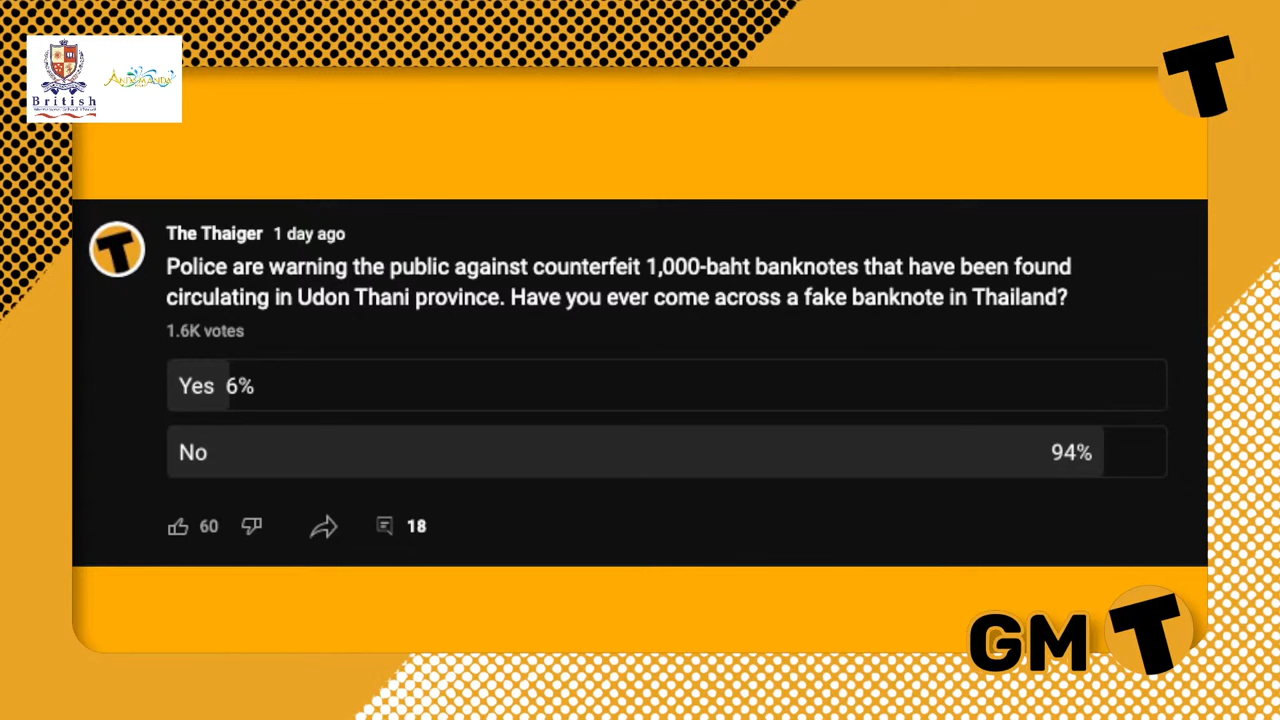 British
ANDAMANDA
T
The Thaiger 1 day ago
Police are warning the public against counterfeit 1,000-baht banknotes that have been found
circulating in Udon Thani province. Have you ever come across a fake banknote in Thailand?
1.6K votes
Yes 6%
No 94%
60 18
GMT